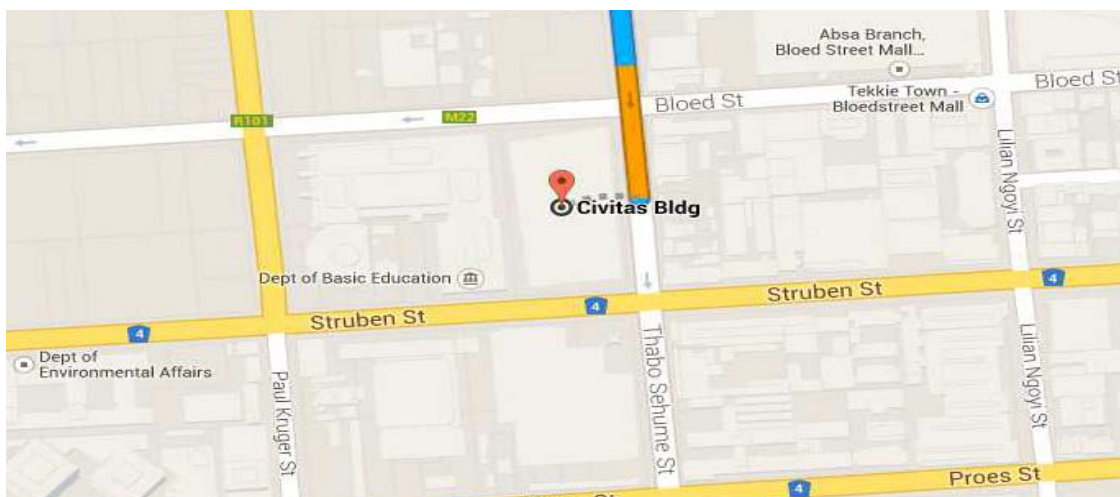 Absa Branch,
Bloed Street Mall...
Bloed St
Bloed St
Tekkie Town -
Bloedstreet Mall
R101
M22
Lilian Ngoyi St
Civitas Bldg
Dept of Basic Education
4
Struben St
4
Struben St
4
Dept of
Environmental Affairs
Paul Kruger St
Thabo Sehume St
Lilian Ngoyi St
4
Proes St
St